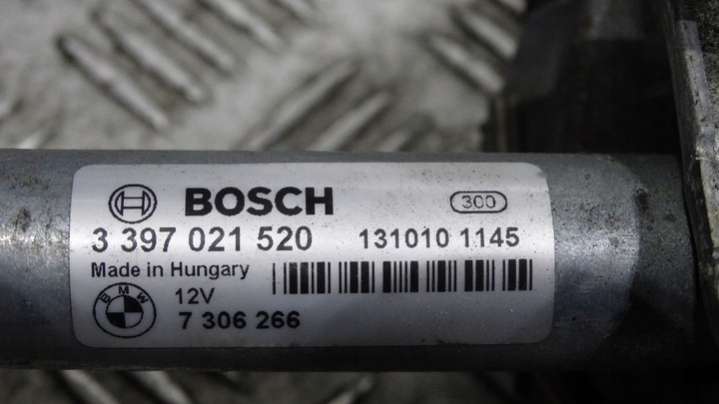 BOSCH 300
3 397 021 520 131010 1145
Made in Hungary
BMW 12V
7 306 266